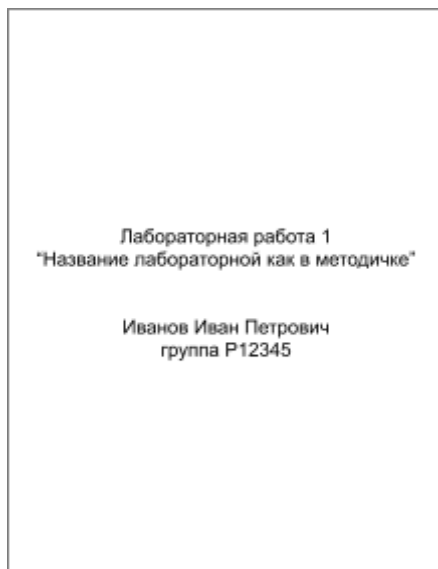 Лабораторная работа 1
"Название лабораторной как в методичке"
Иванов Иван Петрович
группа P12345